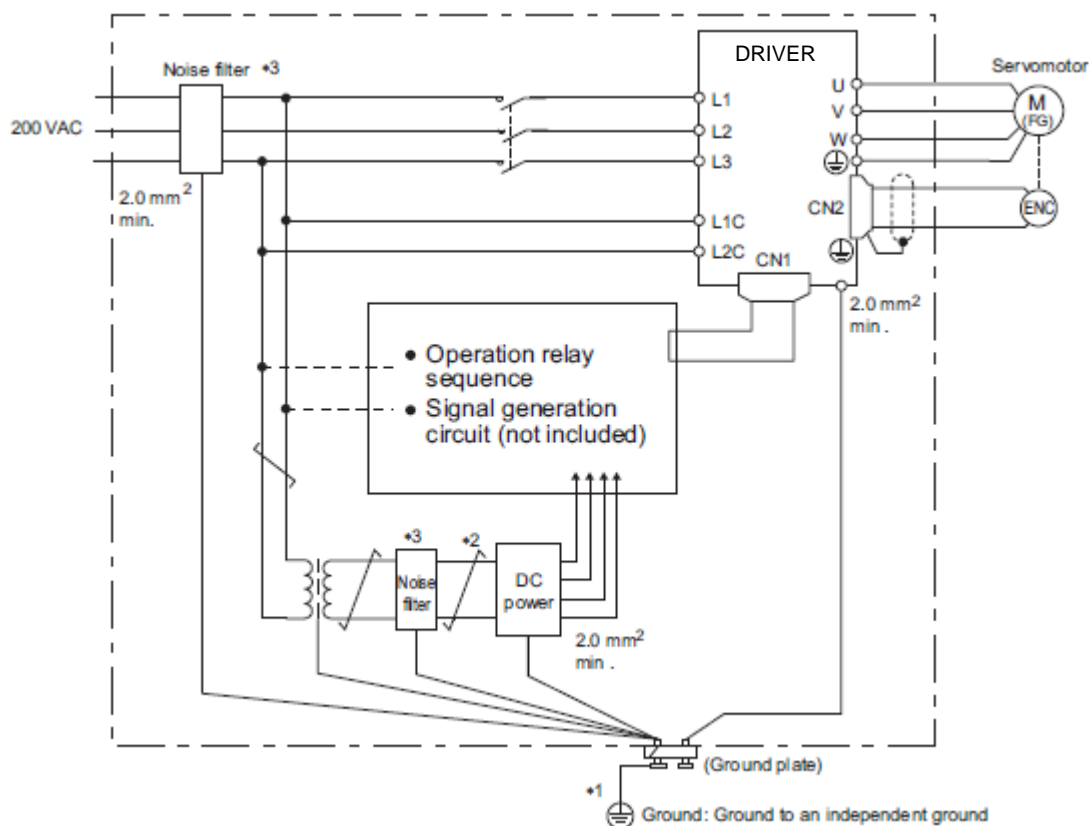 DRIVER
Noise filter *3
Servomotor
U
L1
V
M
(FG)
200 VAC
L2
W
L3
2.0 mm²
min.
CN2
ENC
L1C
L2C
CN1
2.0 mm²
min .
● Operation relay
sequence
● Signal generation
circuit (not included)
*3
*2
Noise
filter
DC
power
2.0 mm²
min .
(Ground plate)
*1
Ground: Ground to an independent ground